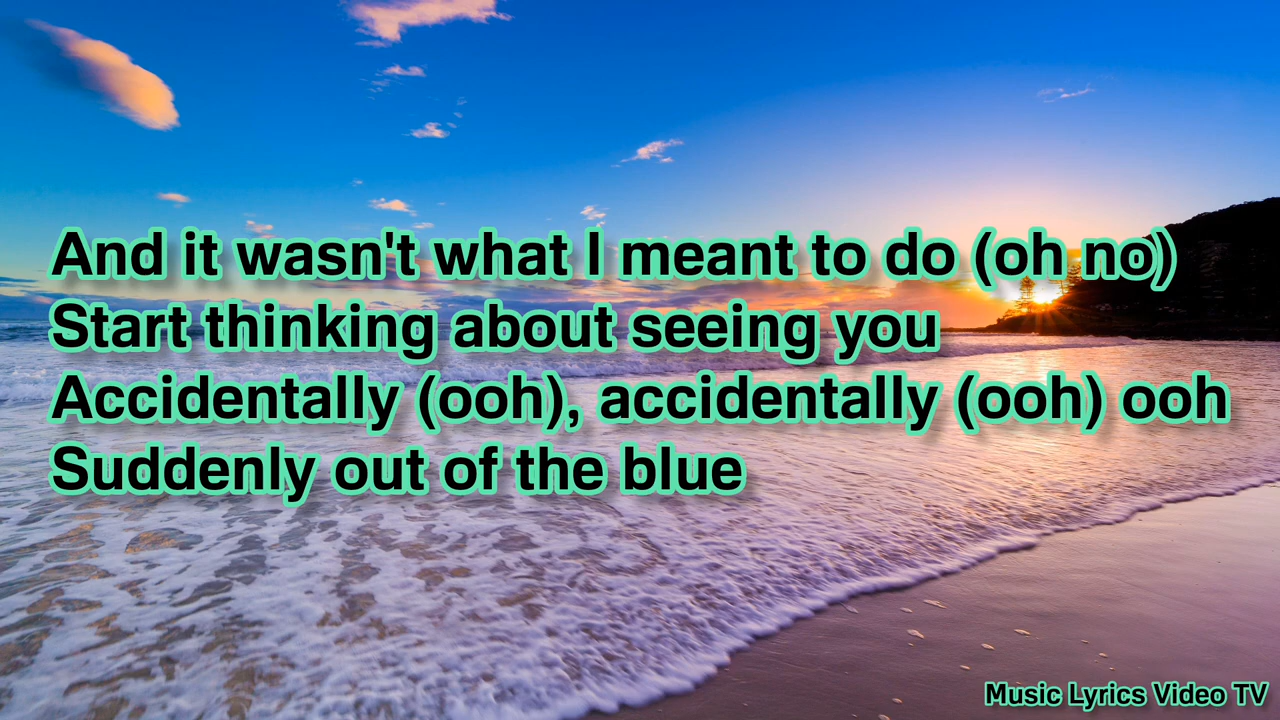 And it wasn't what I meant to do (oh no)
Start thinking about seeing you
Accidentally (ooh), accidentally (ooh) ooh
Suddenly out of the blue
Music Lyrics Video TV